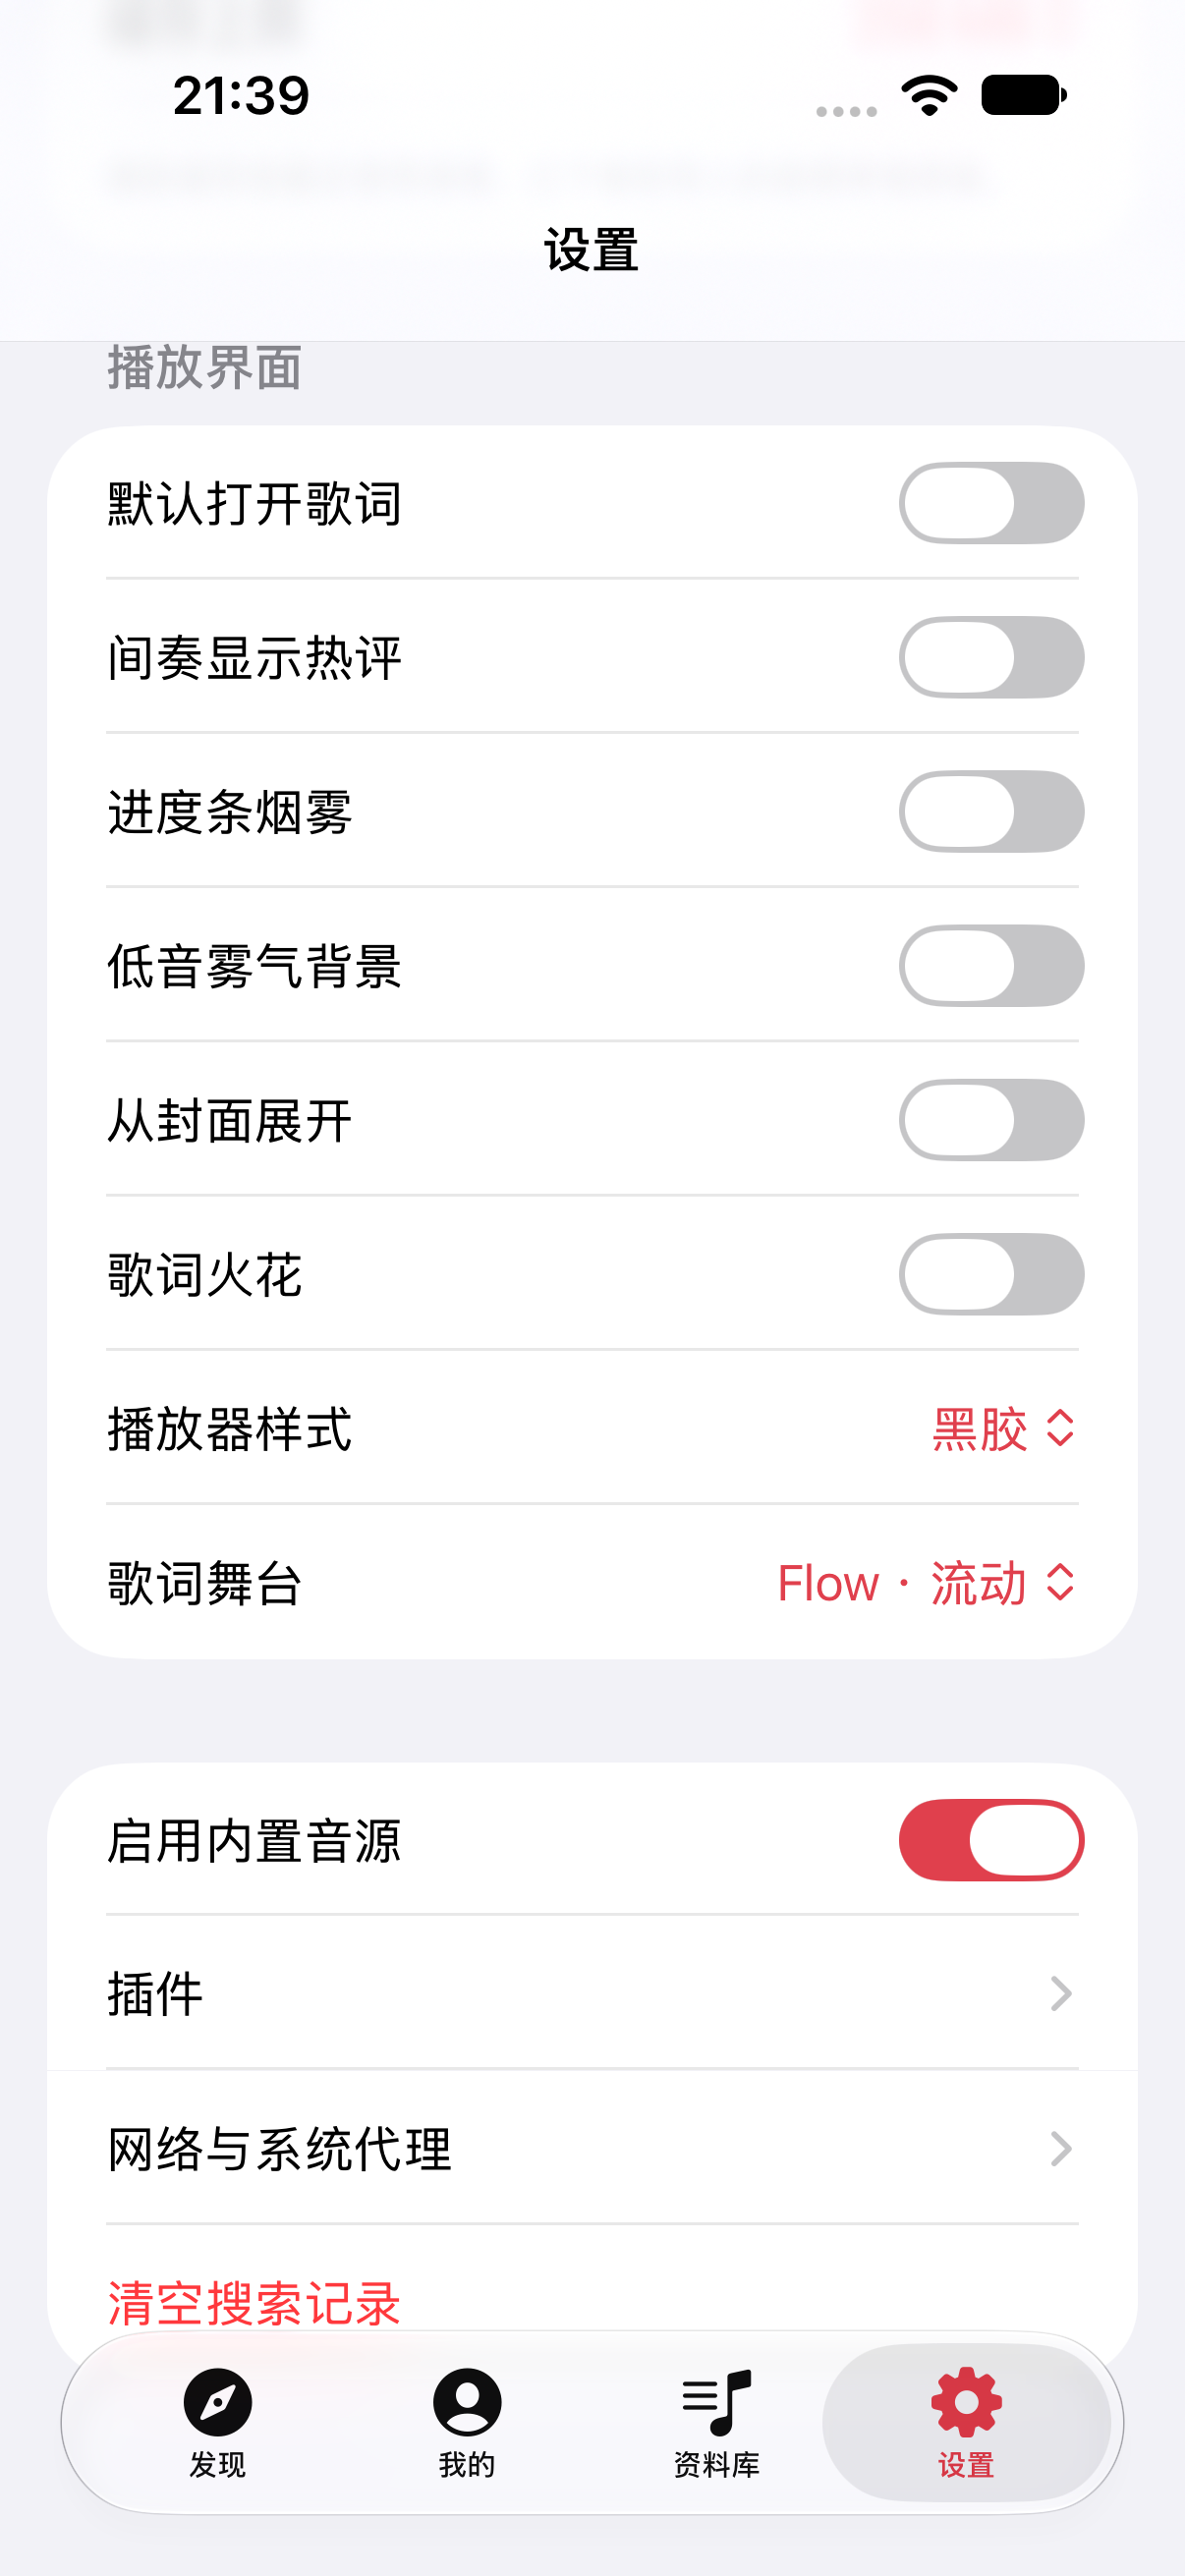 21:39
设置
播放界面
默认打开歌词
间奏显示热评
进度条烟雾
低音雾气背景
从封面展开
歌词火花
播放器样式 黑胶
歌词舞台 Flow · 流动
启用内置音源
插件
网络与系统代理
清空搜索记录
发现 我的 资料库 设置